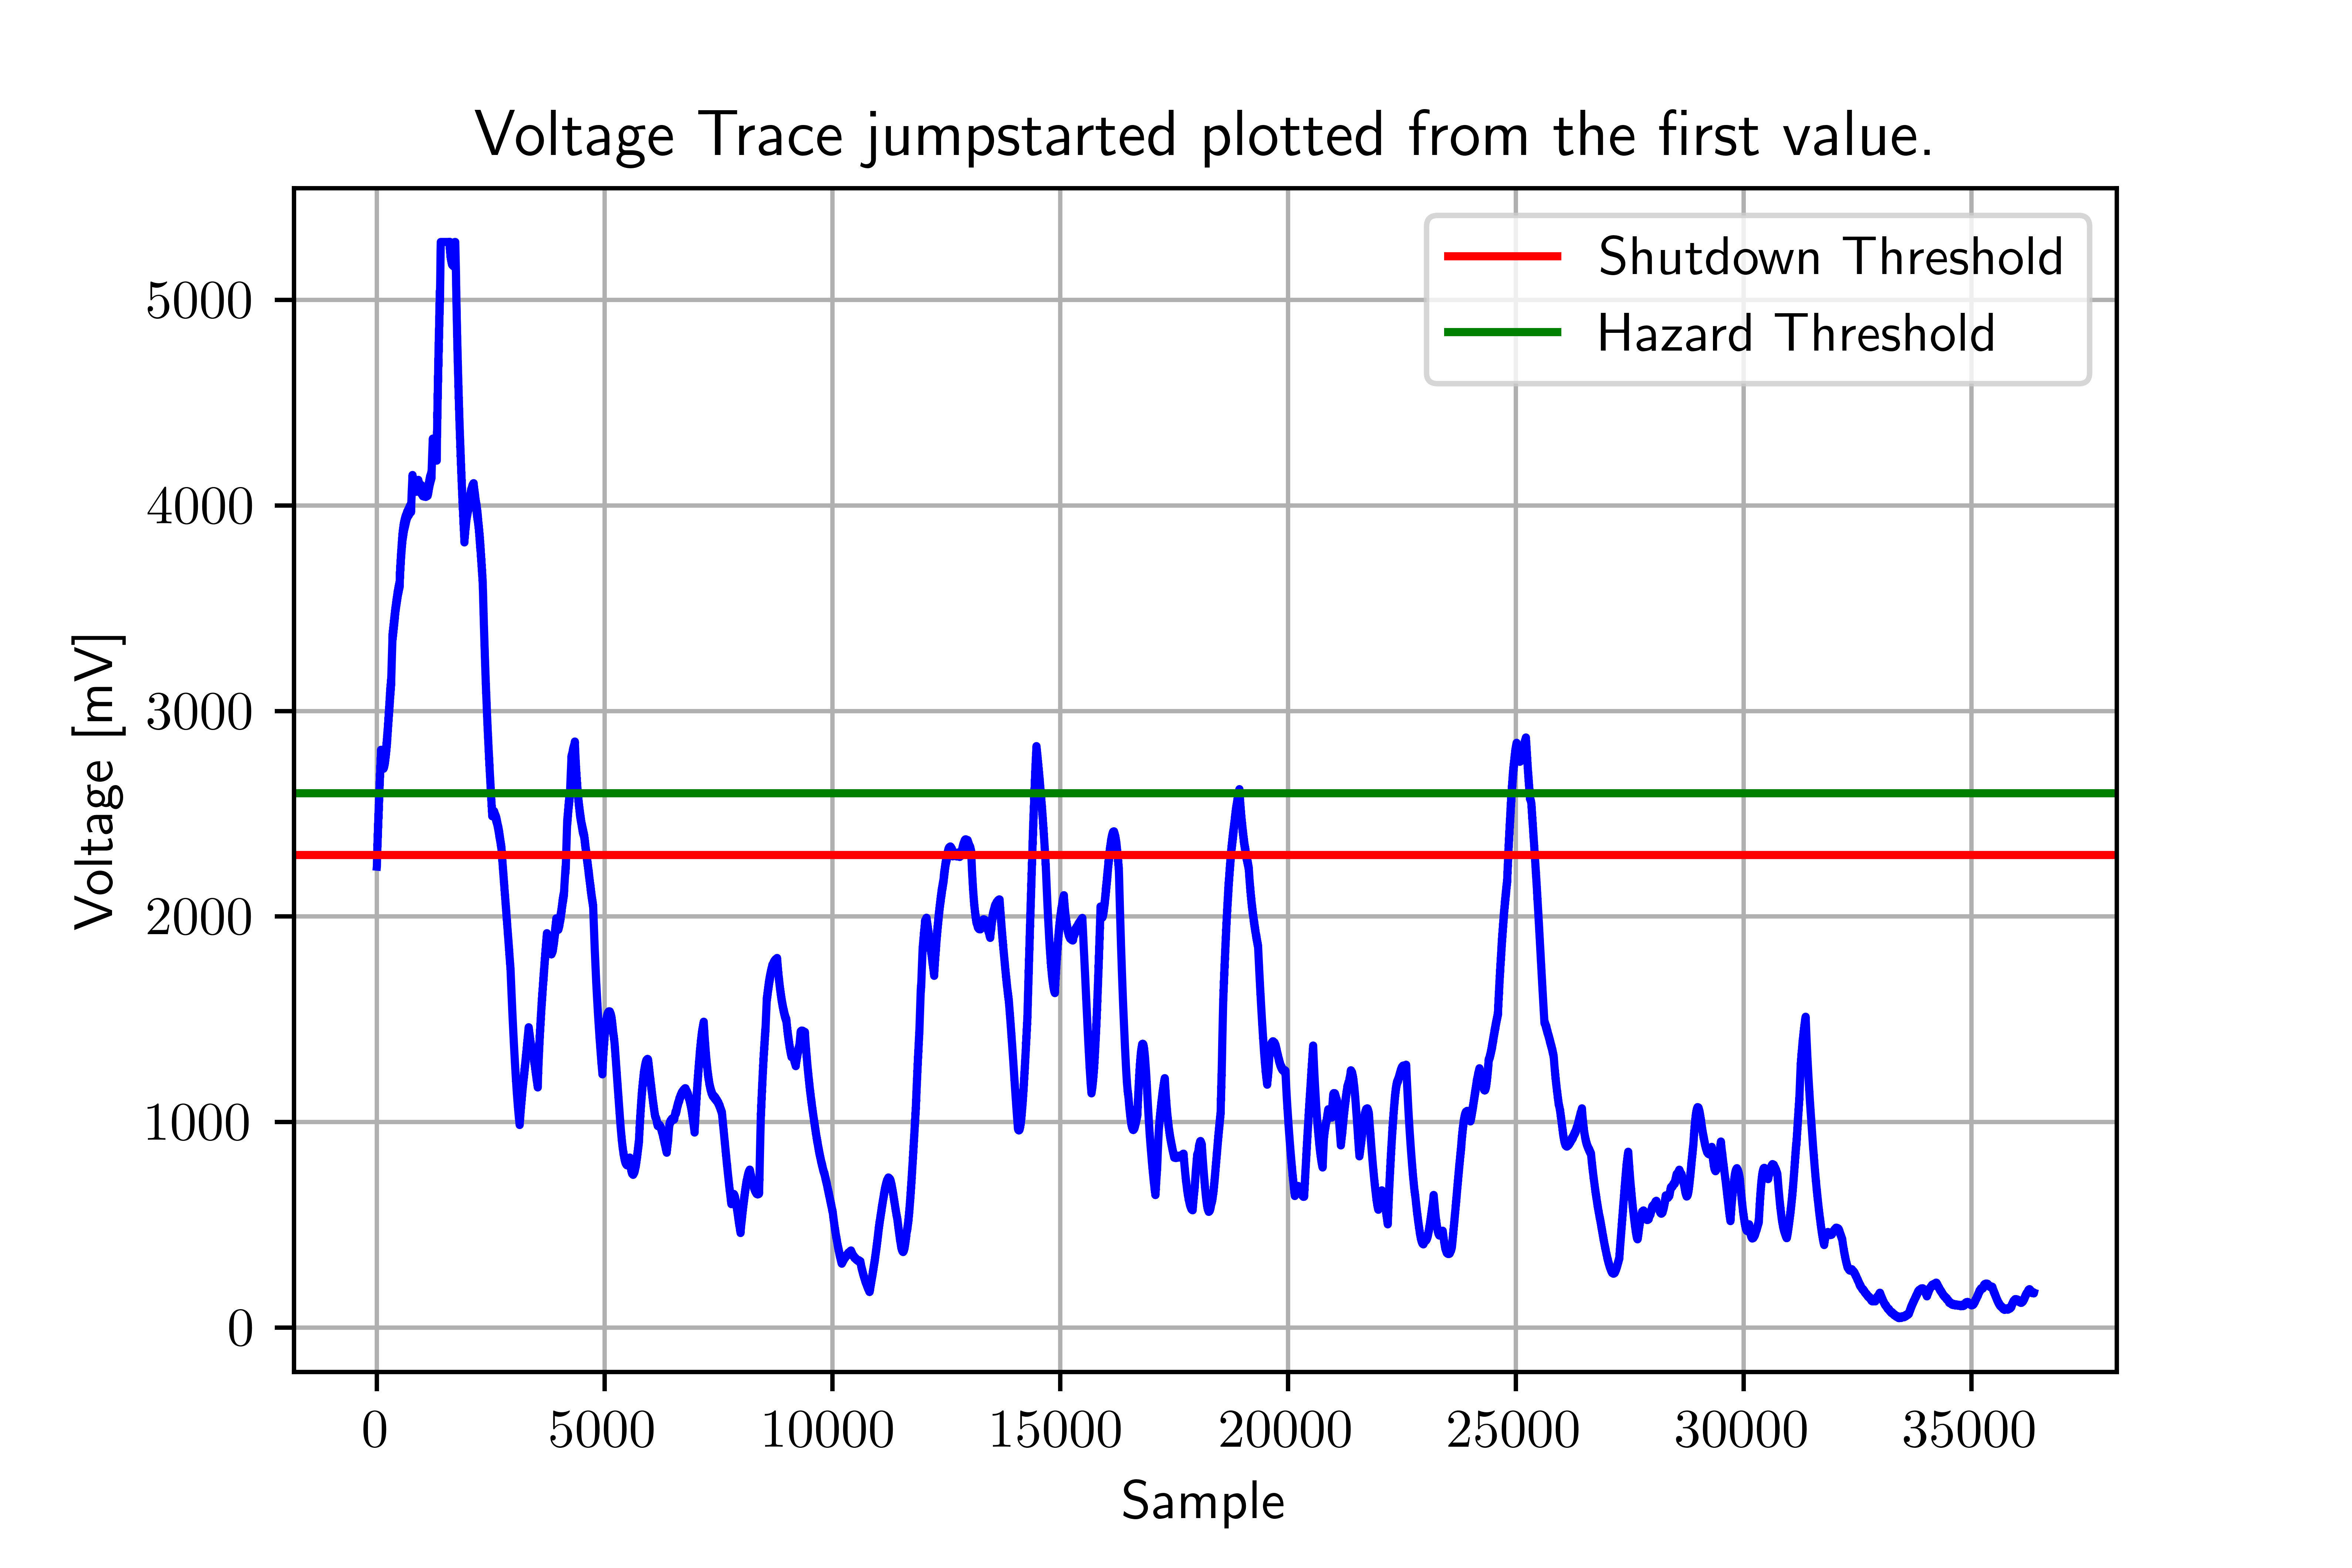 Voltage Trace jumpstarted plotted from the first value.
Shutdown Threshold
Hazard Threshold
Voltage [mV]
5000
4000
3000
2000
1000
0
0 5000 10000 15000 20000 25000 30000 35000
Sample